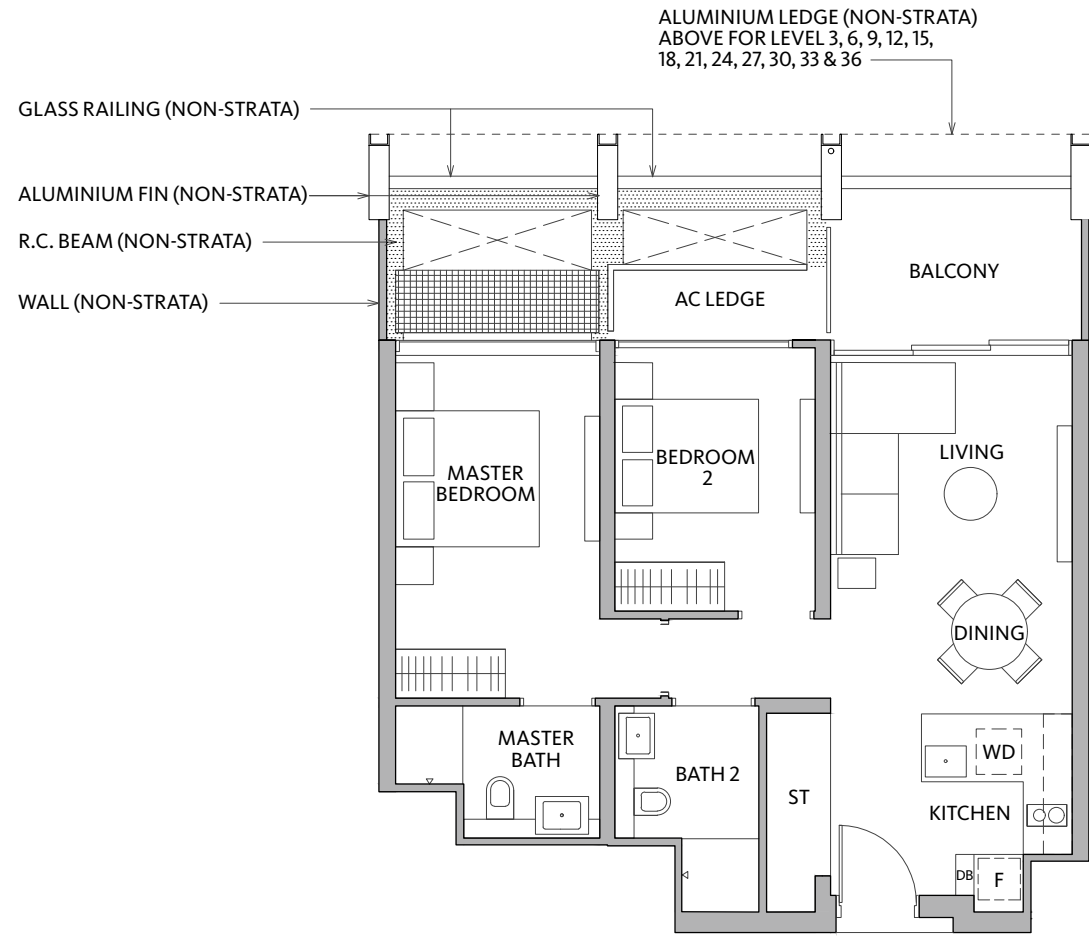 ALUMINIUM LEDGE (NON-STRATA)
ABOVE FOR LEVEL 3, 6, 9, 12, 15,
18, 21, 24, 27, 30, 33 & 36
GLASS RAILING (NON-STRATA)
ALUMINIUM FIN (NON-STRATA)
R.C. BEAM (NON-STRATA)
WALL (NON-STRATA)
BALCONY
AC LEDGE
MASTER
BEDROOM
BEDROOM
2
LIVING
DINING
MASTER
BATH
BATH 2
ST
WD
KITCHEN
DB
F